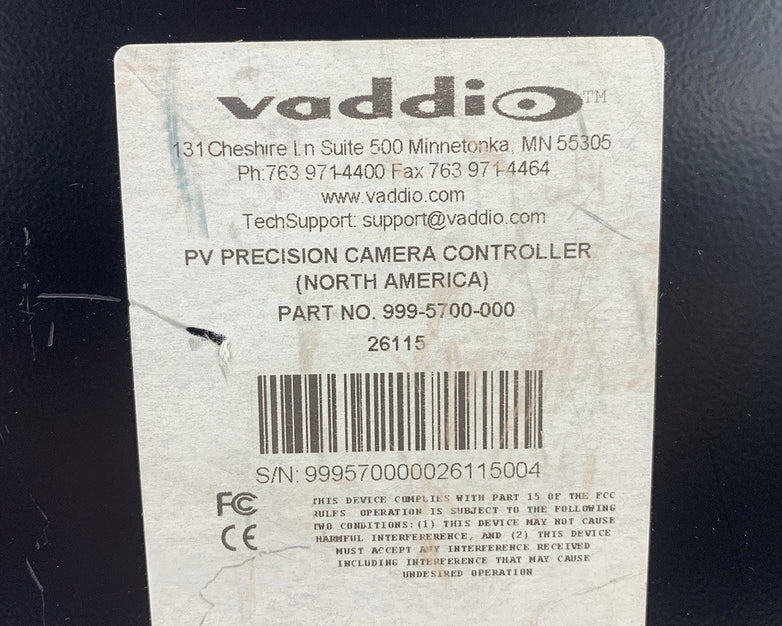 vaddio™
131 Cheshire Ln Suite 500 Minnetonka, MN 55305
Ph:763 971-4400 Fax 763 971-4464
www.vaddio.com
TechSupport: support@vaddio.com
PV PRECISION CAMERA CONTROLLER
(NORTH AMERICA)
PART NO. 999-5700-000
26115
S/N: 999570000026115004
FC
CE
THIS DEVICE COMPLIES WITH PART 15 OF THE FCC
RULES OPERATION IS SUBJECT TO THE FOLLOWING
TWO CONDITIONS: (1) THIS DEVICE MAY NOT CAUSE
HARMFUL INTERFERERENCE, AND (2) THIS DEVICE
MUST ACCEPT ANY INTERFERENCE RECEIVED
INCLUDING INTERFERENCE THAT MAY CAUSE
UNDESIRED OPERATION